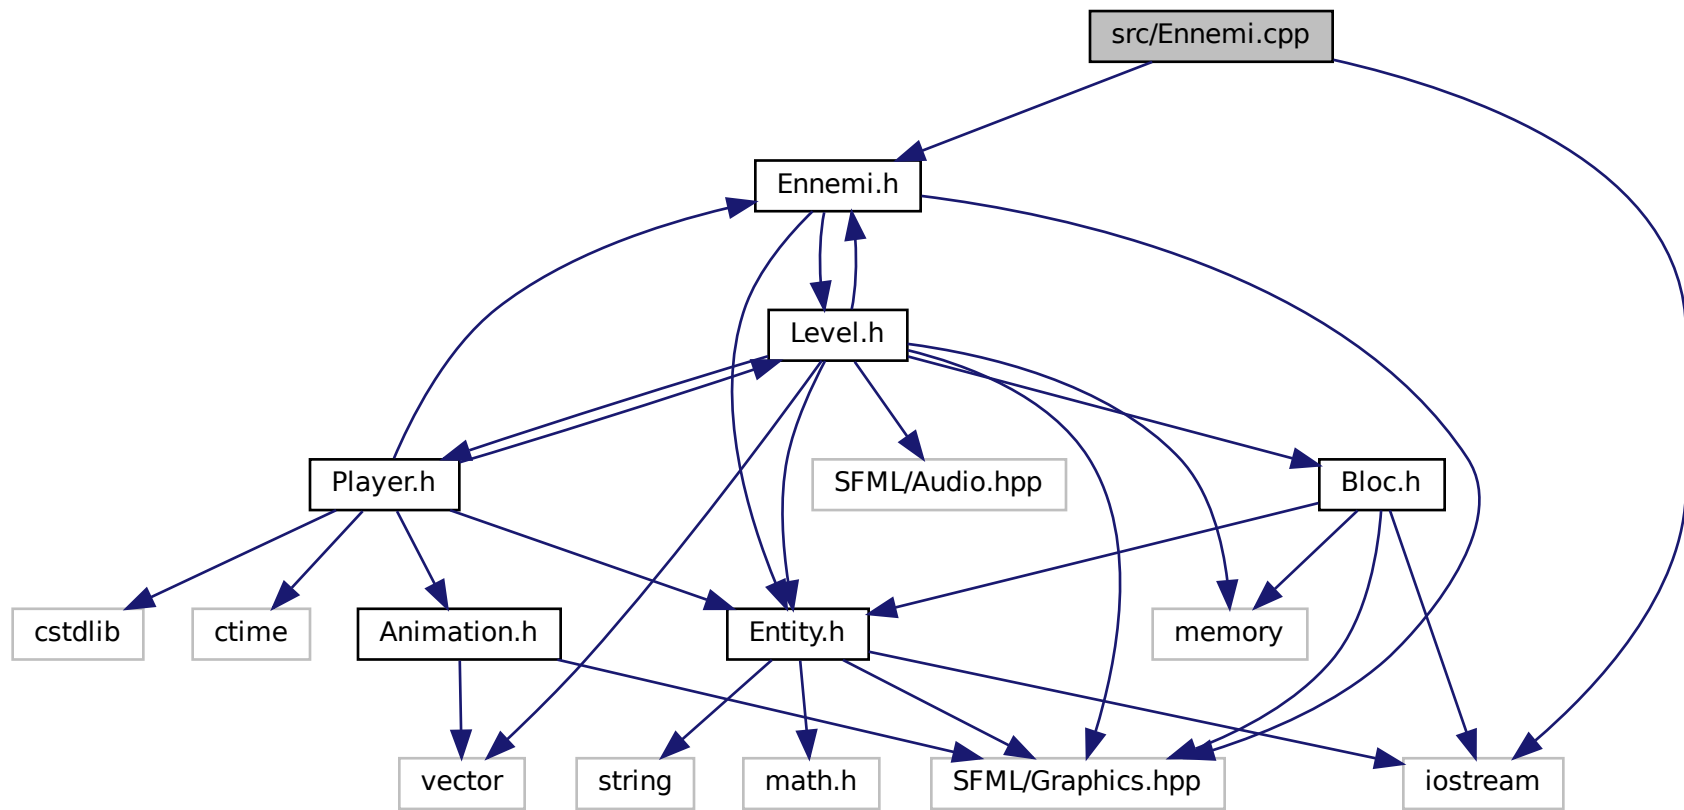 src/Ennemi.cpp
Ennemi.h
Level.h
Player.h
SFML/Audio.hpp
Bloc.h
cstdlib
ctime
Animation.h
Entity.h
memory
vector
string
math.h
SFML/Graphics.hpp
iostream